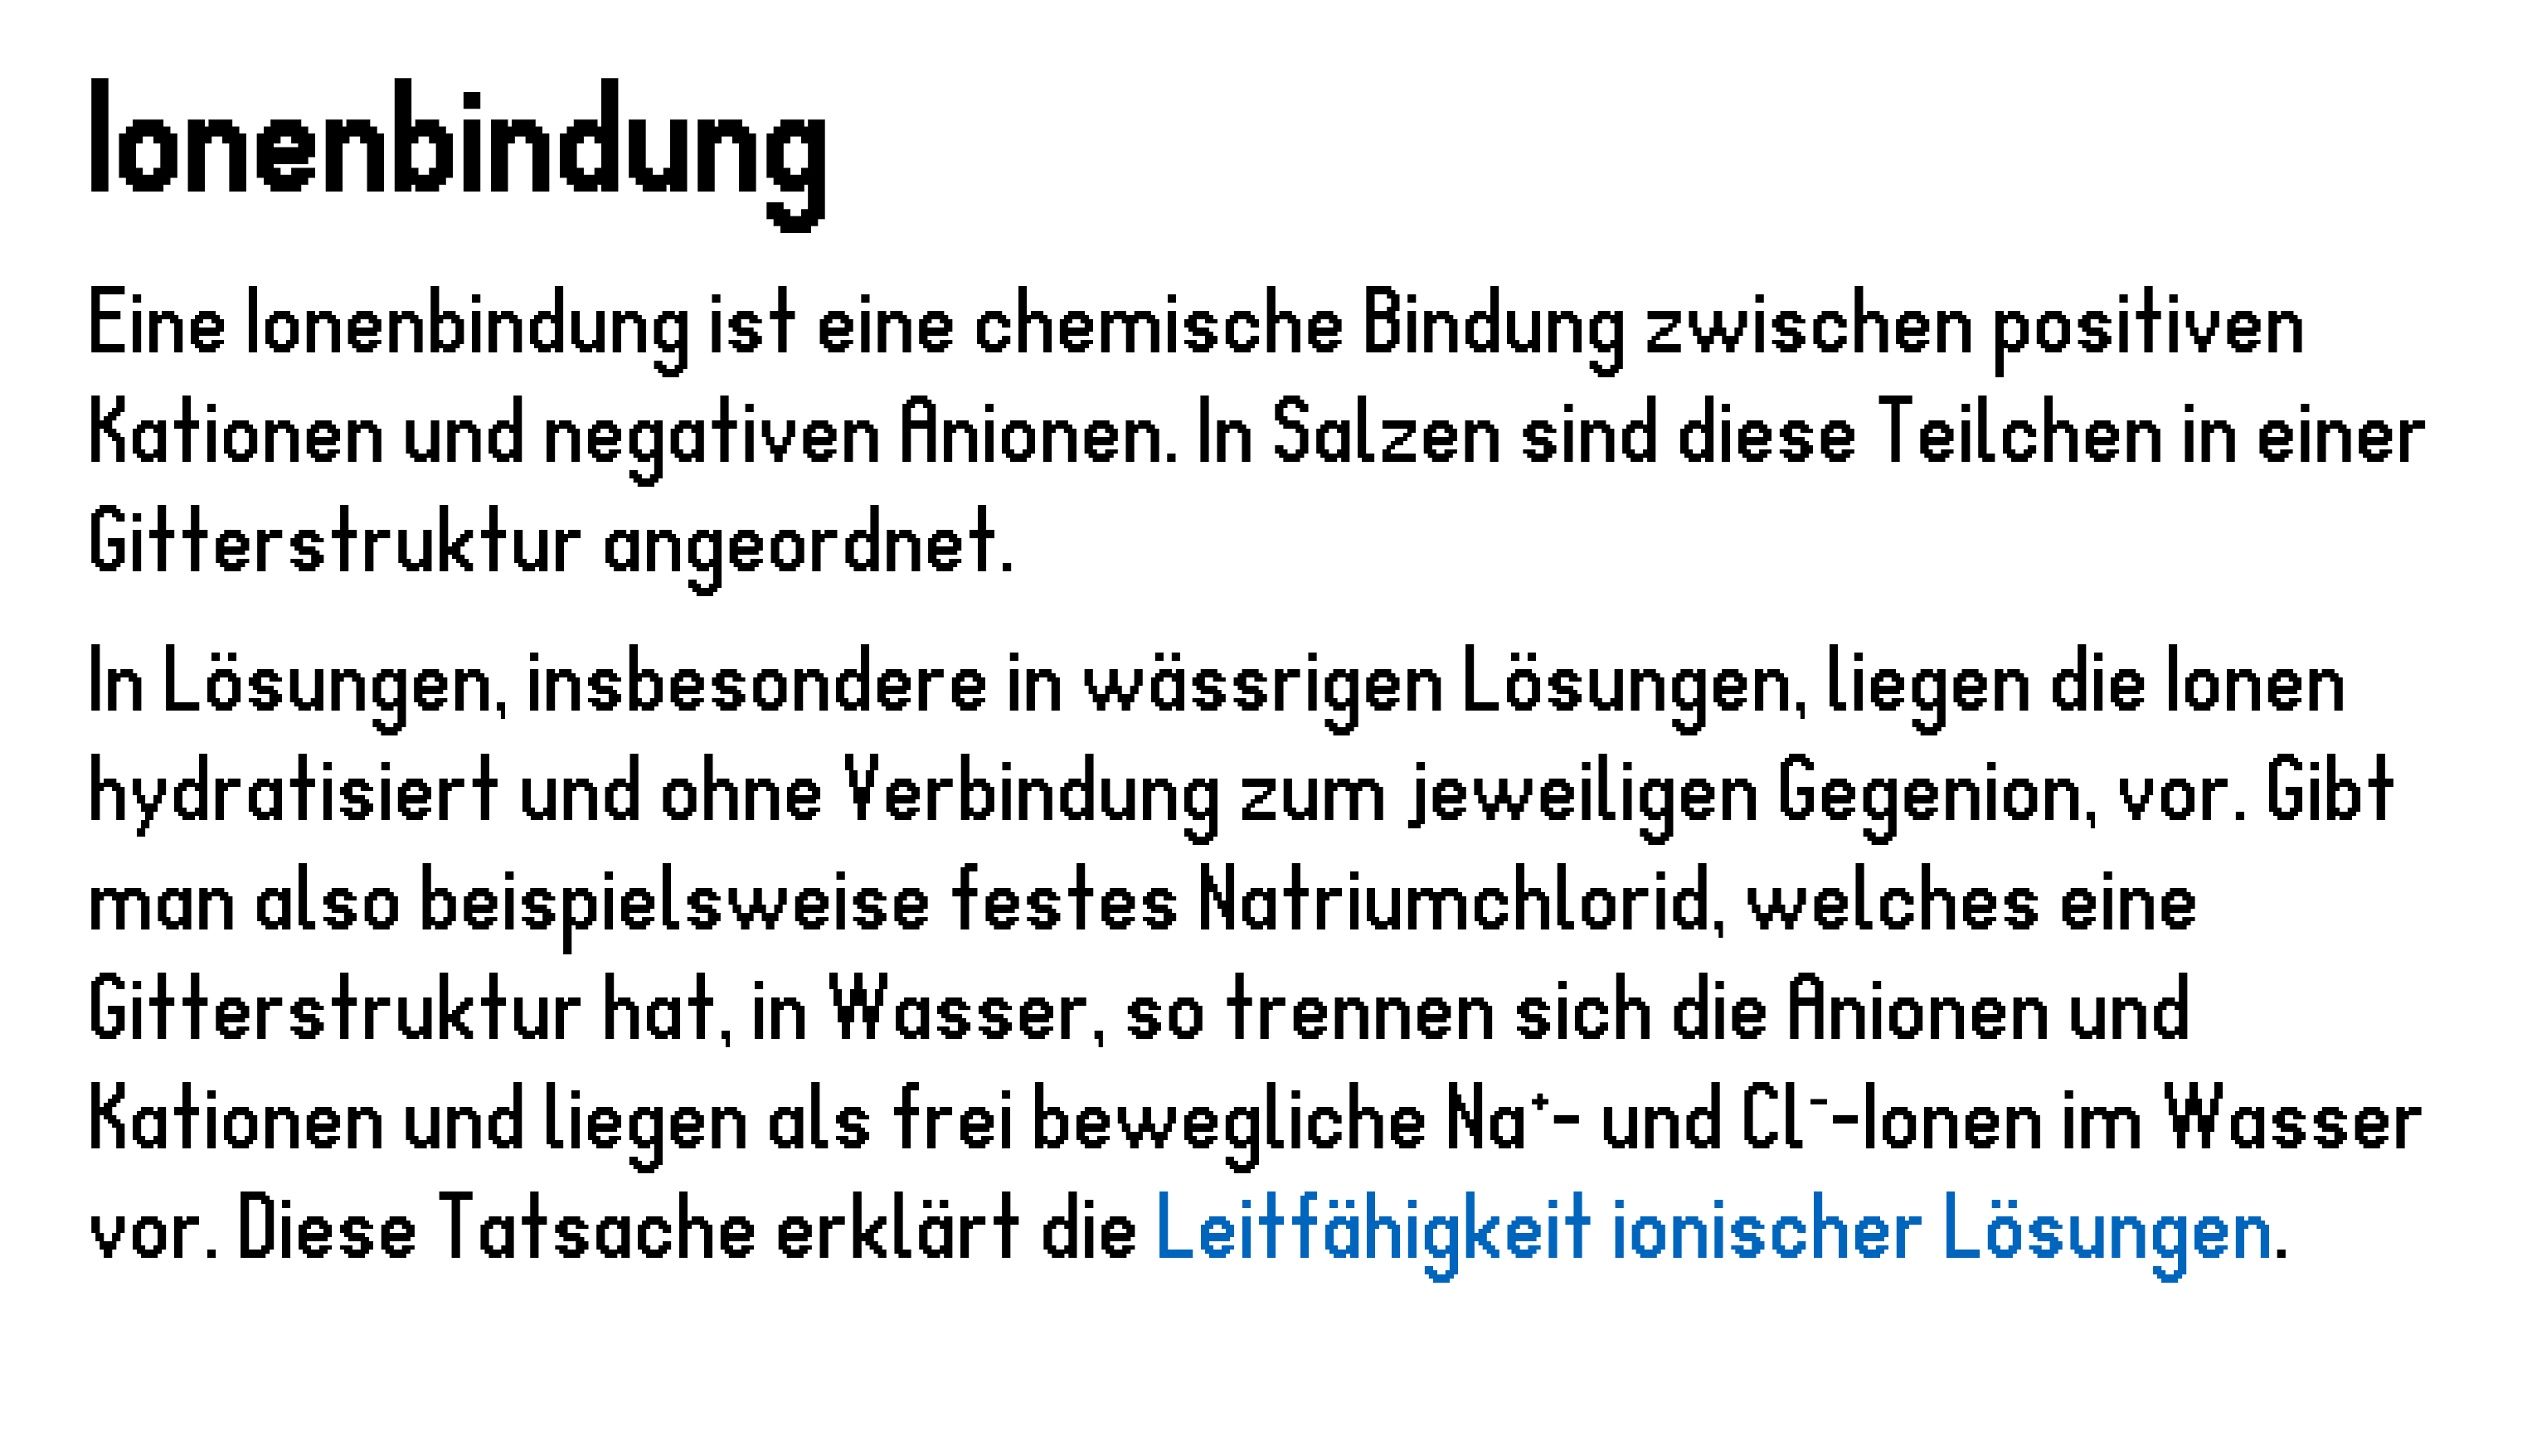 Ionenbindung
Eine Ionenbindung ist eine chemische Bindung zwischen positiven
Kationen und negativen Anionen. In Salzen sind diese Teilchen in einer
Gitterstruktur angeordnet.
In Lösungen, insbesondere in wässrigen Lösungen, liegen die Ionen
hydratisiert und ohne Verbindung zum jeweiligen Gegenion, vor. Gibt
man also beispielsweise festes Natriumchlorid, welches eine
Gitterstruktur hat, in Wasser, so trennen sich die Anionen und
Kationen und liegen als frei bewegliche Na⁺- und Cl⁻-Ionen im Wasser
vor. Diese Tatsache erklärt die Leitfähigkeit ionischer Lösungen.